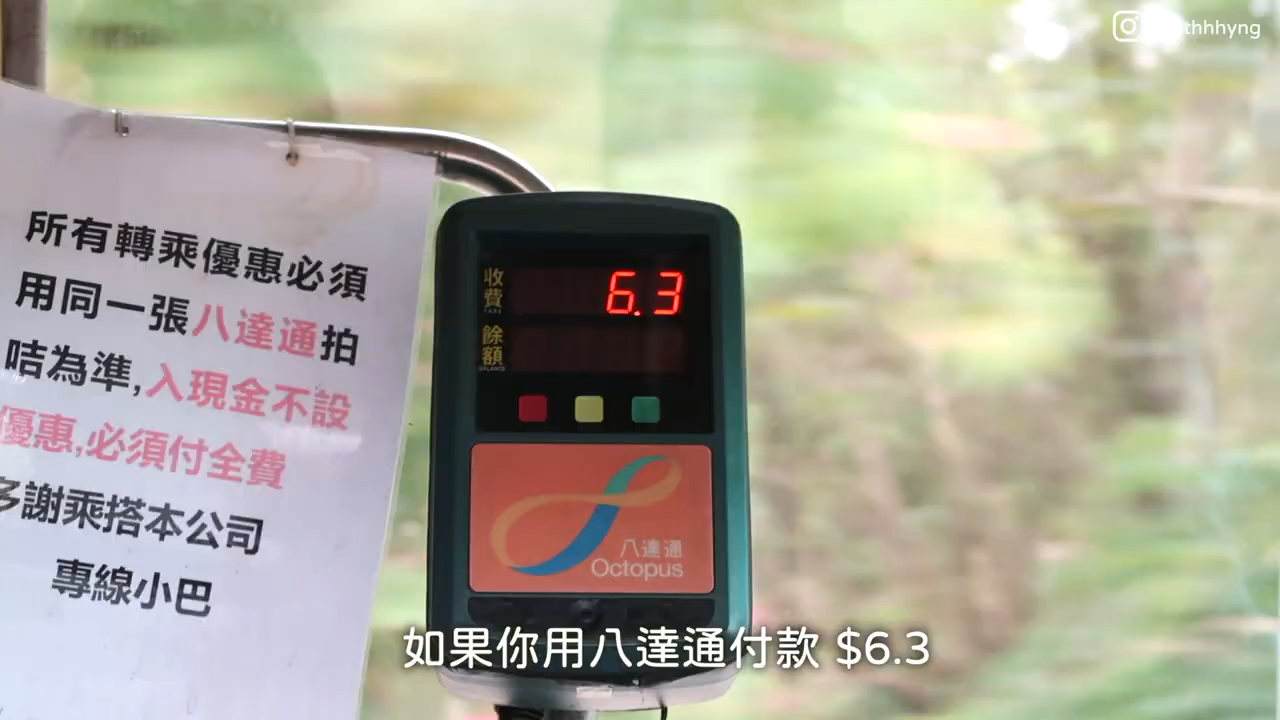 thhhyng
所有轉乘優惠必須
用同一張八達通拍
咭為準,入現金不設
優惠,必須付全費
多謝乘搭本公司
專線小巴
收費
FARE
6.3
餘額
BALANCE
八達通
Octopus
如果你用八達通付款 $6.3